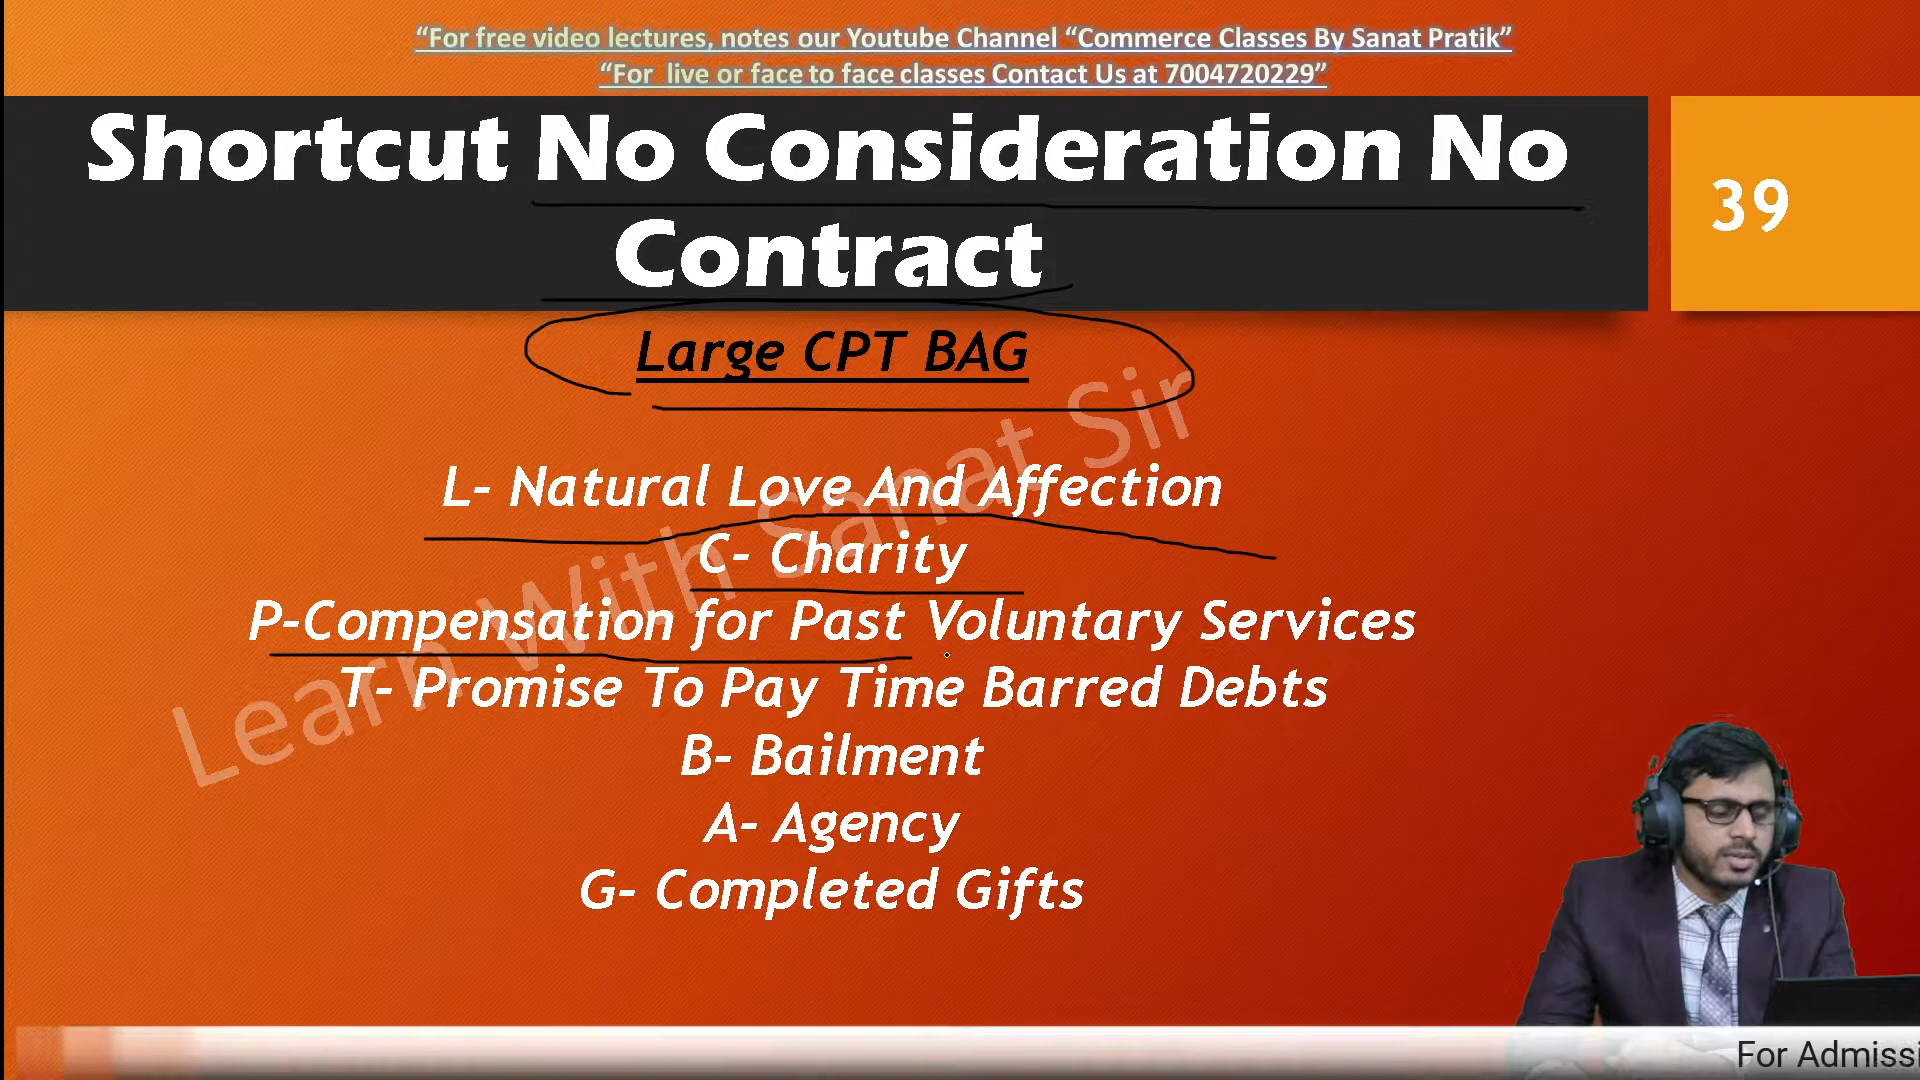 “For free video lectures, notes our Youtube Channel “Commerce Classes By Sanat Pratik”
“For live or face to face classes Contact Us at 7004720229”
Shortcut No Consideration No
Contract
39
Large CPT BAG
L- Natural Love And Affection
C- Charity
P-Compensation for Past Voluntary Services
T- Promise To Pay Time Barred Debts
B- Bailment
A- Agency
G- Completed Gifts
Learn With Sanat Sir
For Admissi